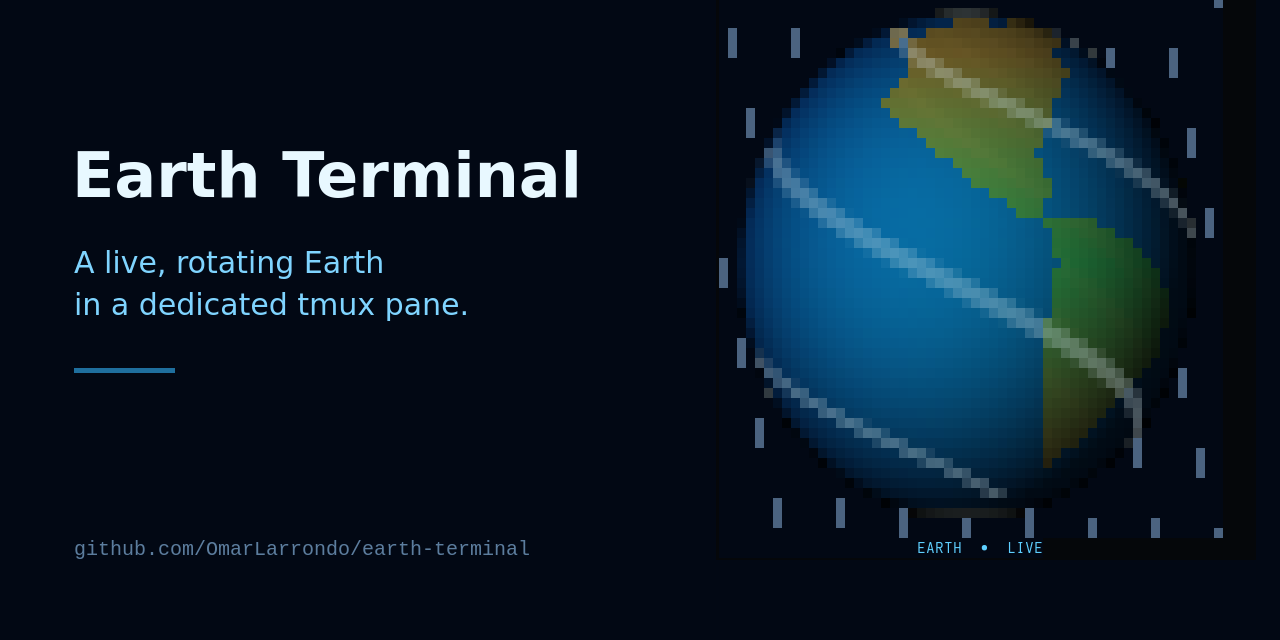 Earth Terminal
A live, rotating Earth
in a dedicated tmux pane.
github.com/OmarLarrondo/earth-terminal
EARTH • LIVE